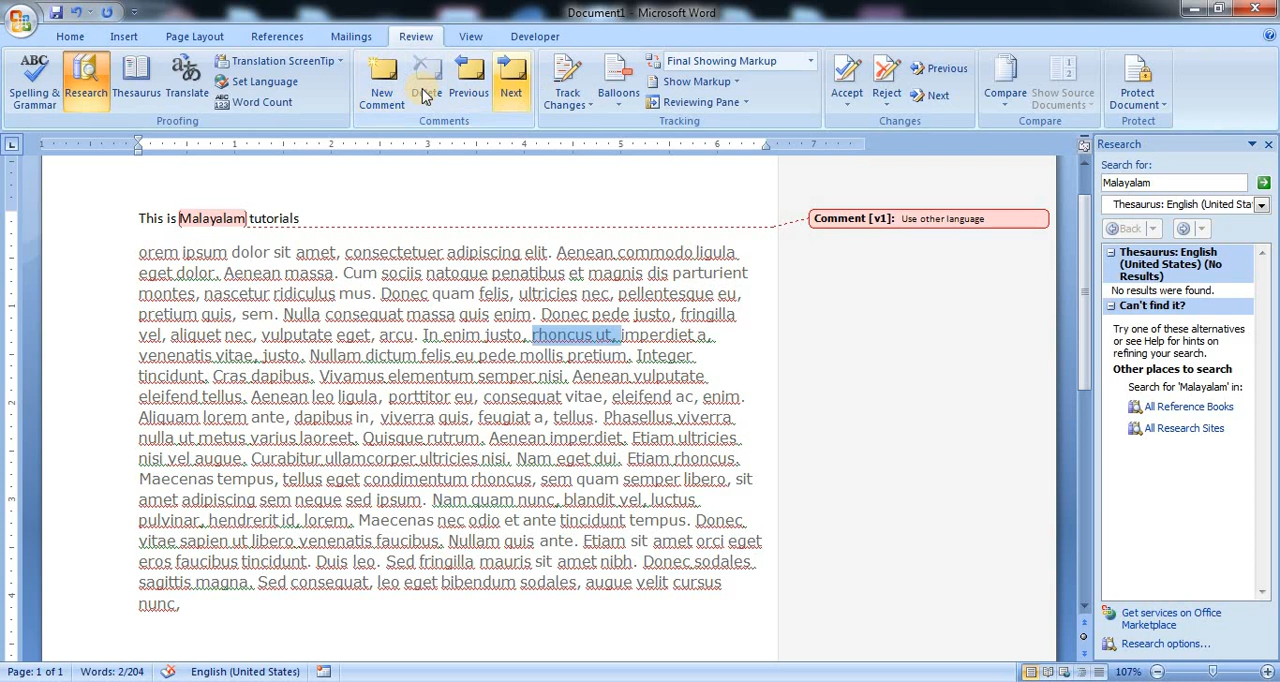 Document1 - Microsoft Word
Home Insert Page Layout References Mailings Review View Developer
ABC Spelling & Grammar
Research
Thesaurus
Translate
Translation ScreenTip
Set Language
Word Count
Proofing
New Comment
Delete
Previous
Next
Comments
Track Changes
Balloons
Final Showing Markup
Show Markup
Reviewing Pane
Tracking
Accept
Reject
Previous
Next
Changes
Compare
Show Source Documents
Compare
Protect Document
Protect
1 1 2 3 4 5 6 7
This is Malayalam tutorials
Comment [v1]: Use other language
orem ipsum dolor sit amet, consectetuer adipiscing elit. Aenean commodo ligula
eget dolor. Aenean massa. Cum sociis natoque penatibus et magnis dis parturient
montes, nascetur ridiculus mus. Donec quam felis, ultricies nec, pellentesque eu,
pretium quis, sem. Nulla consequat massa quis enim. Donec pede justo, fringilla
vel, aliquet nec, vulputate eget, arcu. In enim justo, rhoncus ut, imperdiet a,
venenatis vitae, justo. Nullam dictum felis eu pede mollis pretium. Integer
tincidunt. Cras dapibus. Vivamus elementum semper nisi. Aenean vulputate
eleifend tellus. Aenean leo ligula, porttitor eu, consequat vitae, eleifend ac, enim.
Aliquam lorem ante, dapibus in, viverra quis, feugiat a, tellus. Phasellus viverra
nulla ut metus varius laoreet. Quisque rutrum. Aenean imperdiet. Etiam ultricies
nisi vel augue. Curabitur ullamcorper ultricies nisi. Nam eget dui. Etiam rhoncus.
Maecenas tempus, tellus eget condimentum rhoncus, sem quam semper libero, sit
amet adipiscing sem neque sed ipsum. Nam quam nunc, blandit vel, luctus
pulvinar, hendrerit id, lorem. Maecenas nec odio et ante tincidunt tempus. Donec
vitae sapien ut libero venenatis faucibus. Nullam quis ante. Etiam sit amet orci eget
eros faucibus tincidunt. Duis leo. Sed fringilla mauris sit amet nibh. Donec sodales
sagittis magna. Sed consequat, leo eget bibendum sodales, augue velit cursus
nunc,
Research
Search for:
Malayalam
Thesaurus: English (United Stat
Back
Thesaurus: English
(United States) (No
Results)
No results were found.
Can't find it?
Try one of these alternatives
or see Help for hints on
refining your search.
Other places to search
Search for 'Malayalam' in:
All Reference Books
All Research Sites
Get services on Office
Marketplace
Research options...
Page: 1 of 1 Words: 2/204 English (United States) 107%